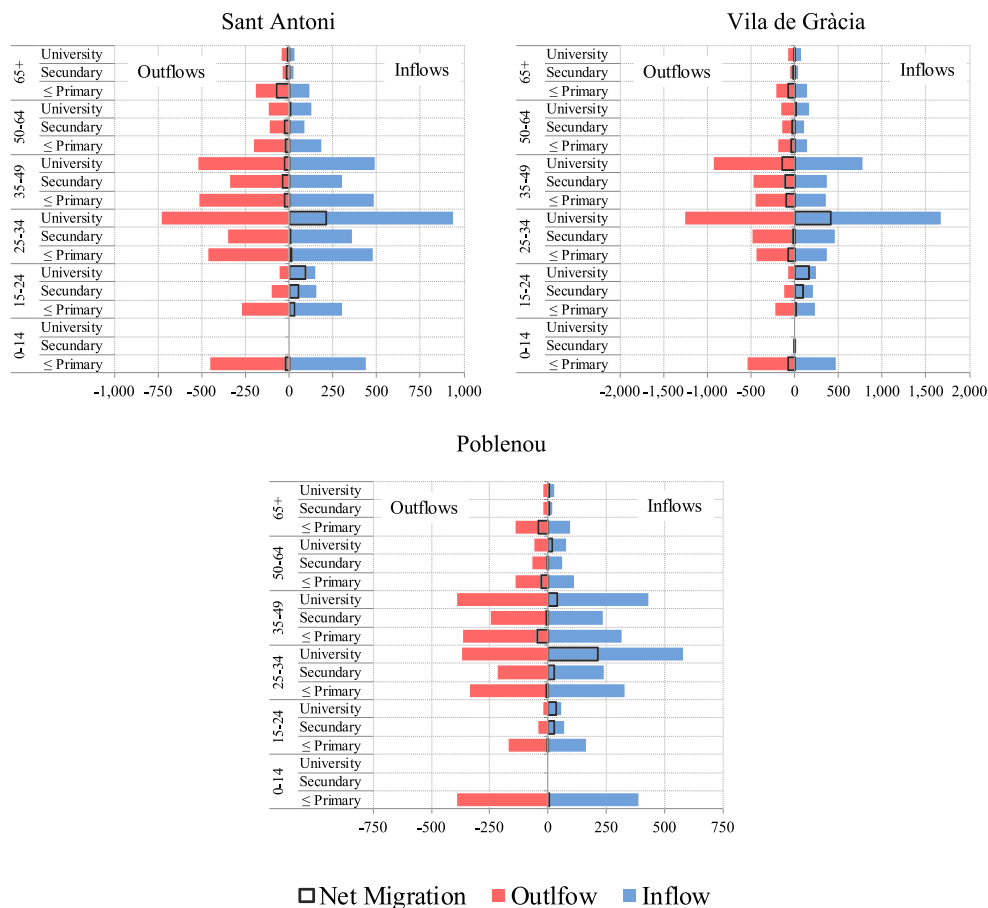 Sant Antoni
Outflows
Inflows
65+
University
Secundary
≤ Primary
50-64
University
Secundary
≤ Primary
35-49
University
Secundary
≤ Primary
25-34
University
Secundary
≤ Primary
15-24
University
Secundary
≤ Primary
0-14
University
Secundary
≤ Primary
-1,000 -750 -500 -250 0 250 500 750 1,000
Vila de Gràcia
Outflows
Inflows
65+
University
Secundary
≤ Primary
50-64
University
Secundary
≤ Primary
35-49
University
Secundary
≤ Primary
25-34
University
Secundary
≤ Primary
15-24
University
Secundary
≤ Primary
0-14
University
Secundary
≤ Primary
-2,000 -1,500 -1,000 -500 0 500 1,000 1,500 2,000
Poblenou
Outflows
Inflows
65+
University
Secundary
≤ Primary
50-64
University
Secundary
≤ Primary
35-49
University
Secundary
≤ Primary
25-34
University
Secundary
≤ Primary
15-24
University
Secundary
≤ Primary
0-14
University
Secundary
≤ Primary
-750 -500 -250 0 250 500 750
Net Migration Outlfow Inflow